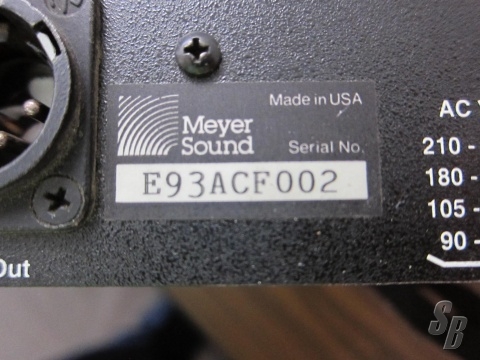 Made in USA
Meyer
Sound
Serial No.
E93ACF002
AC
210 -
180 -
105 -
90 -
Out
SB